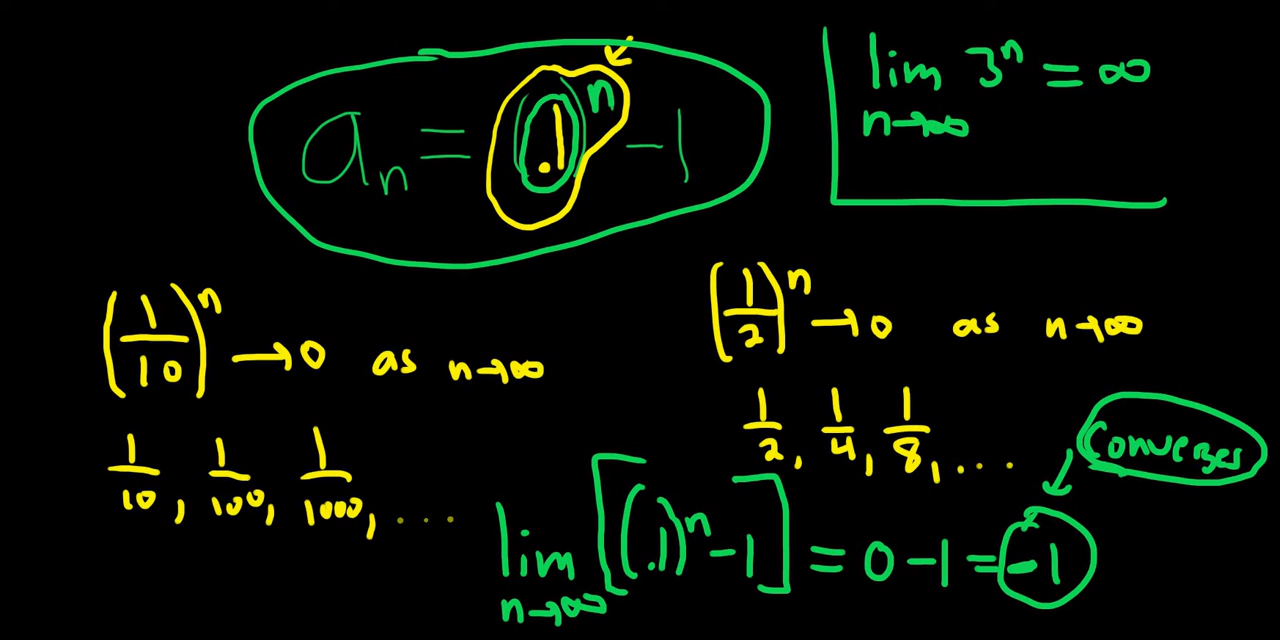 aₙ = (.1)ⁿ - 1
lim 3ⁿ = ∞
n→∞
(1/10)ⁿ → 0 as n→∞
(1/2)ⁿ → 0 as n→∞
1/10, 1/100, 1/1000, ...
1/2, 1/4, 1/8, ...
Converges
lim [(.1)ⁿ - 1] = 0 - 1 = -1
n→∞